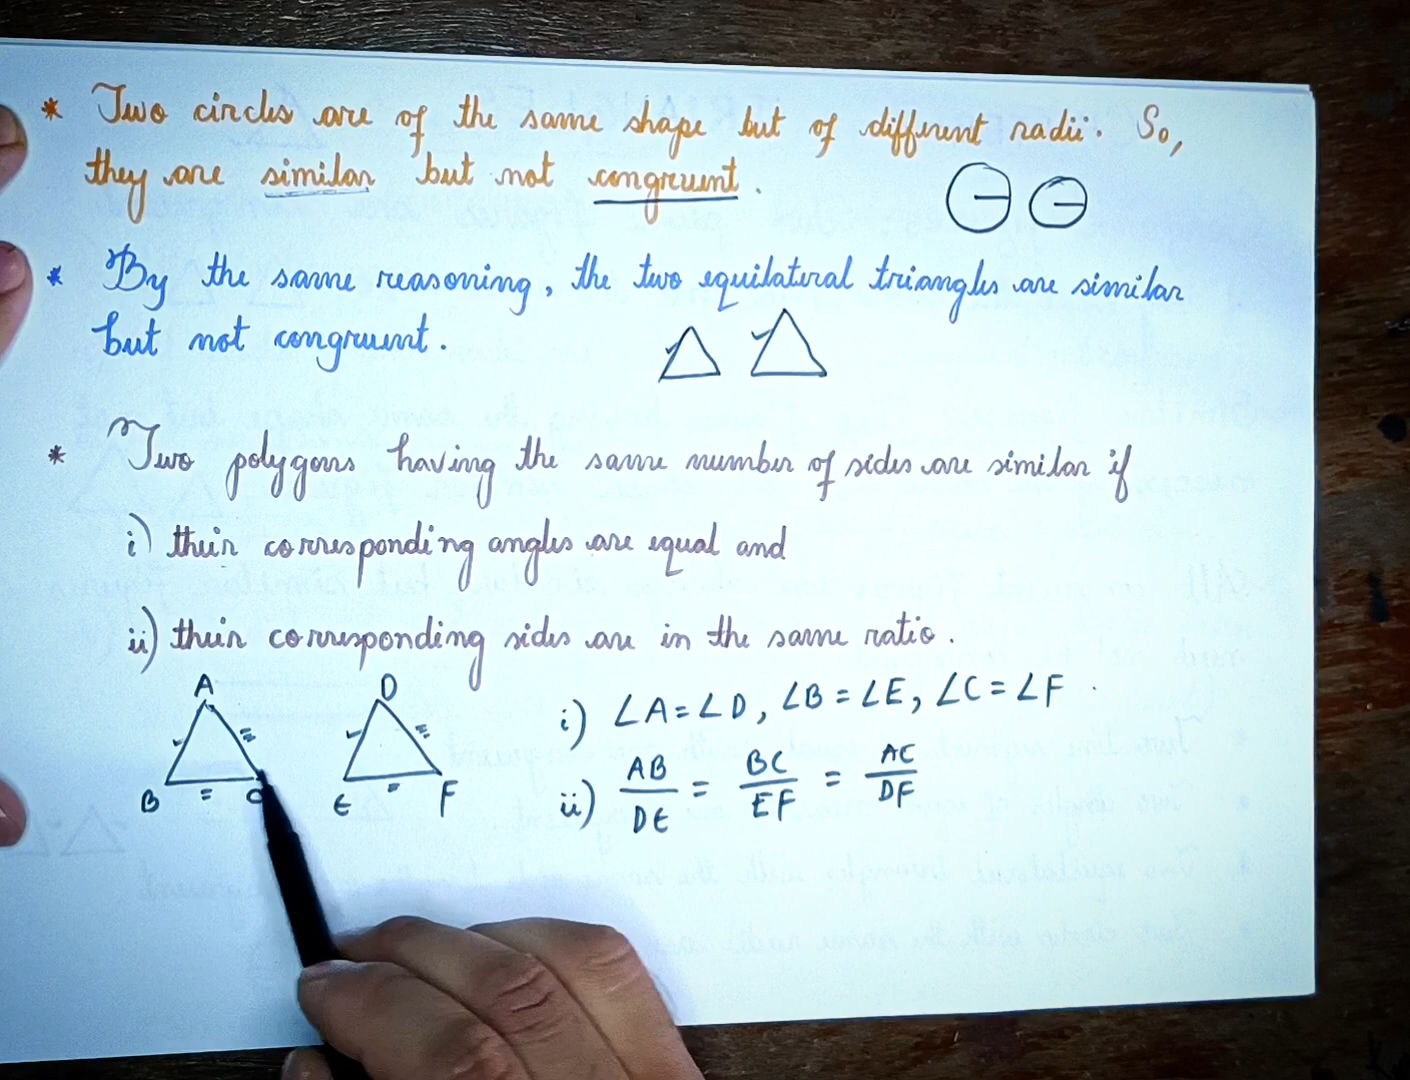 * Two circles are of the same shape but of different radii. So,
they are similar but not congruent.
* By the same reasoning, the two equilateral triangles are similar
but not congruent.
* Two polygons having the same number of sides are similar if
i) their corresponding angles are equal and
ii) their corresponding sides are in the same ratio.
A
B C
D
E F
i) ∠A = ∠D, ∠B = ∠E, ∠C = ∠F
ii) AB/DE = BC/EF = AC/DF